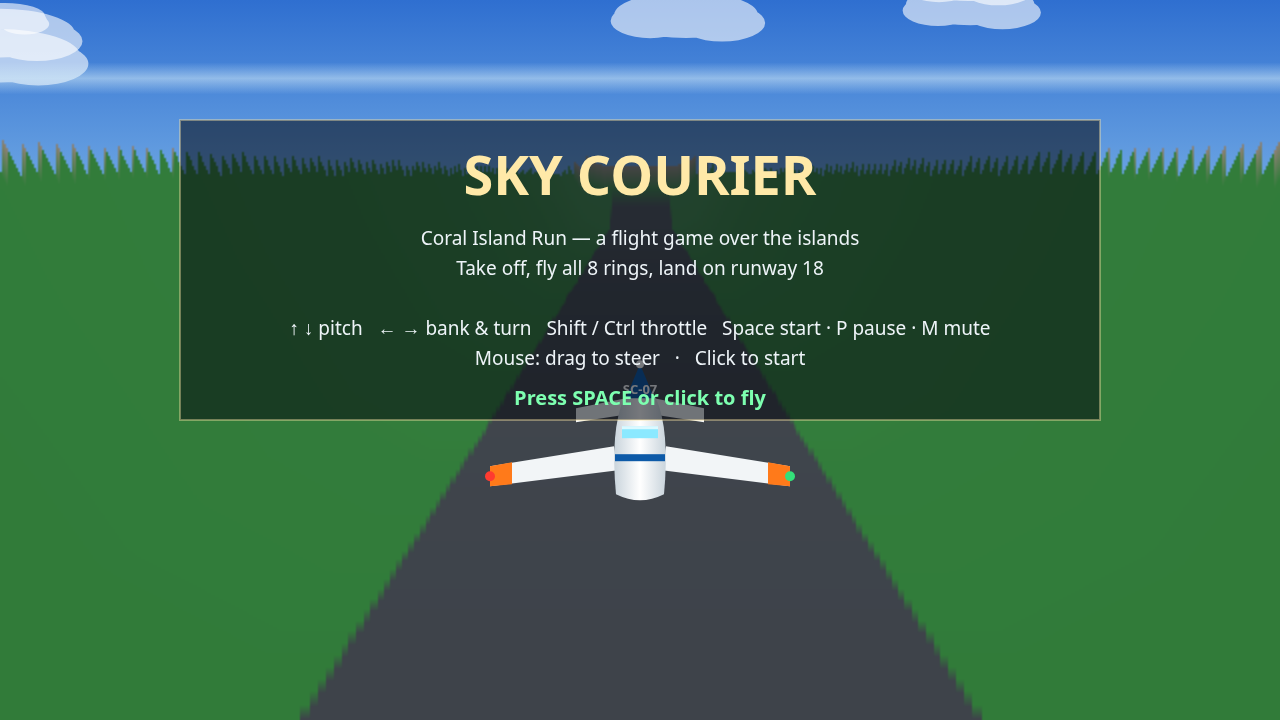 SKY COURIER
Coral Island Run — a flight game over the islands
Take off, fly all 8 rings, land on runway 18
↑ ↓ pitch ← → bank & turn Shift / Ctrl throttle Space start · P pause · M mute
Mouse: drag to steer · Click to start
SC-07
Press SPACE or click to fly